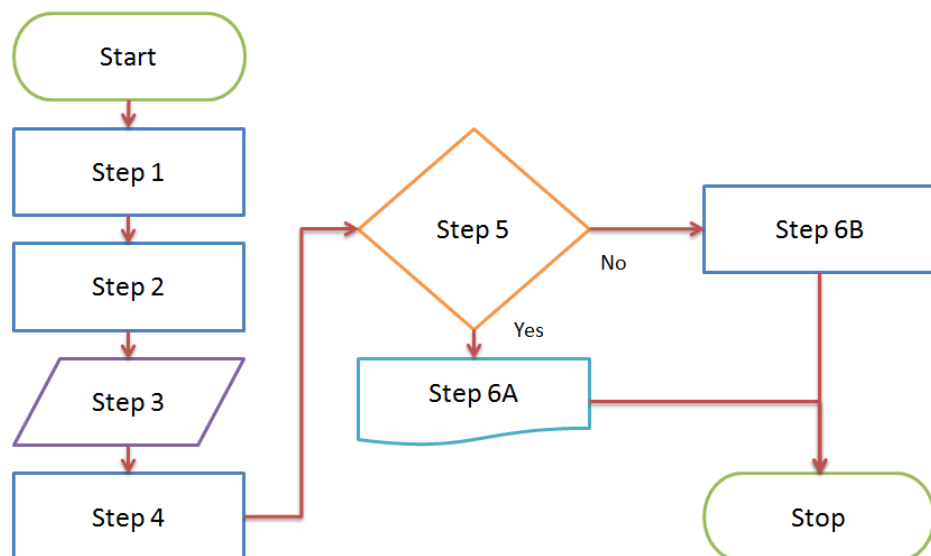 Start
Step 1
Step 2
Step 3
Step 4
Step 5
No
Yes
Step 6A
Step 6B
Stop